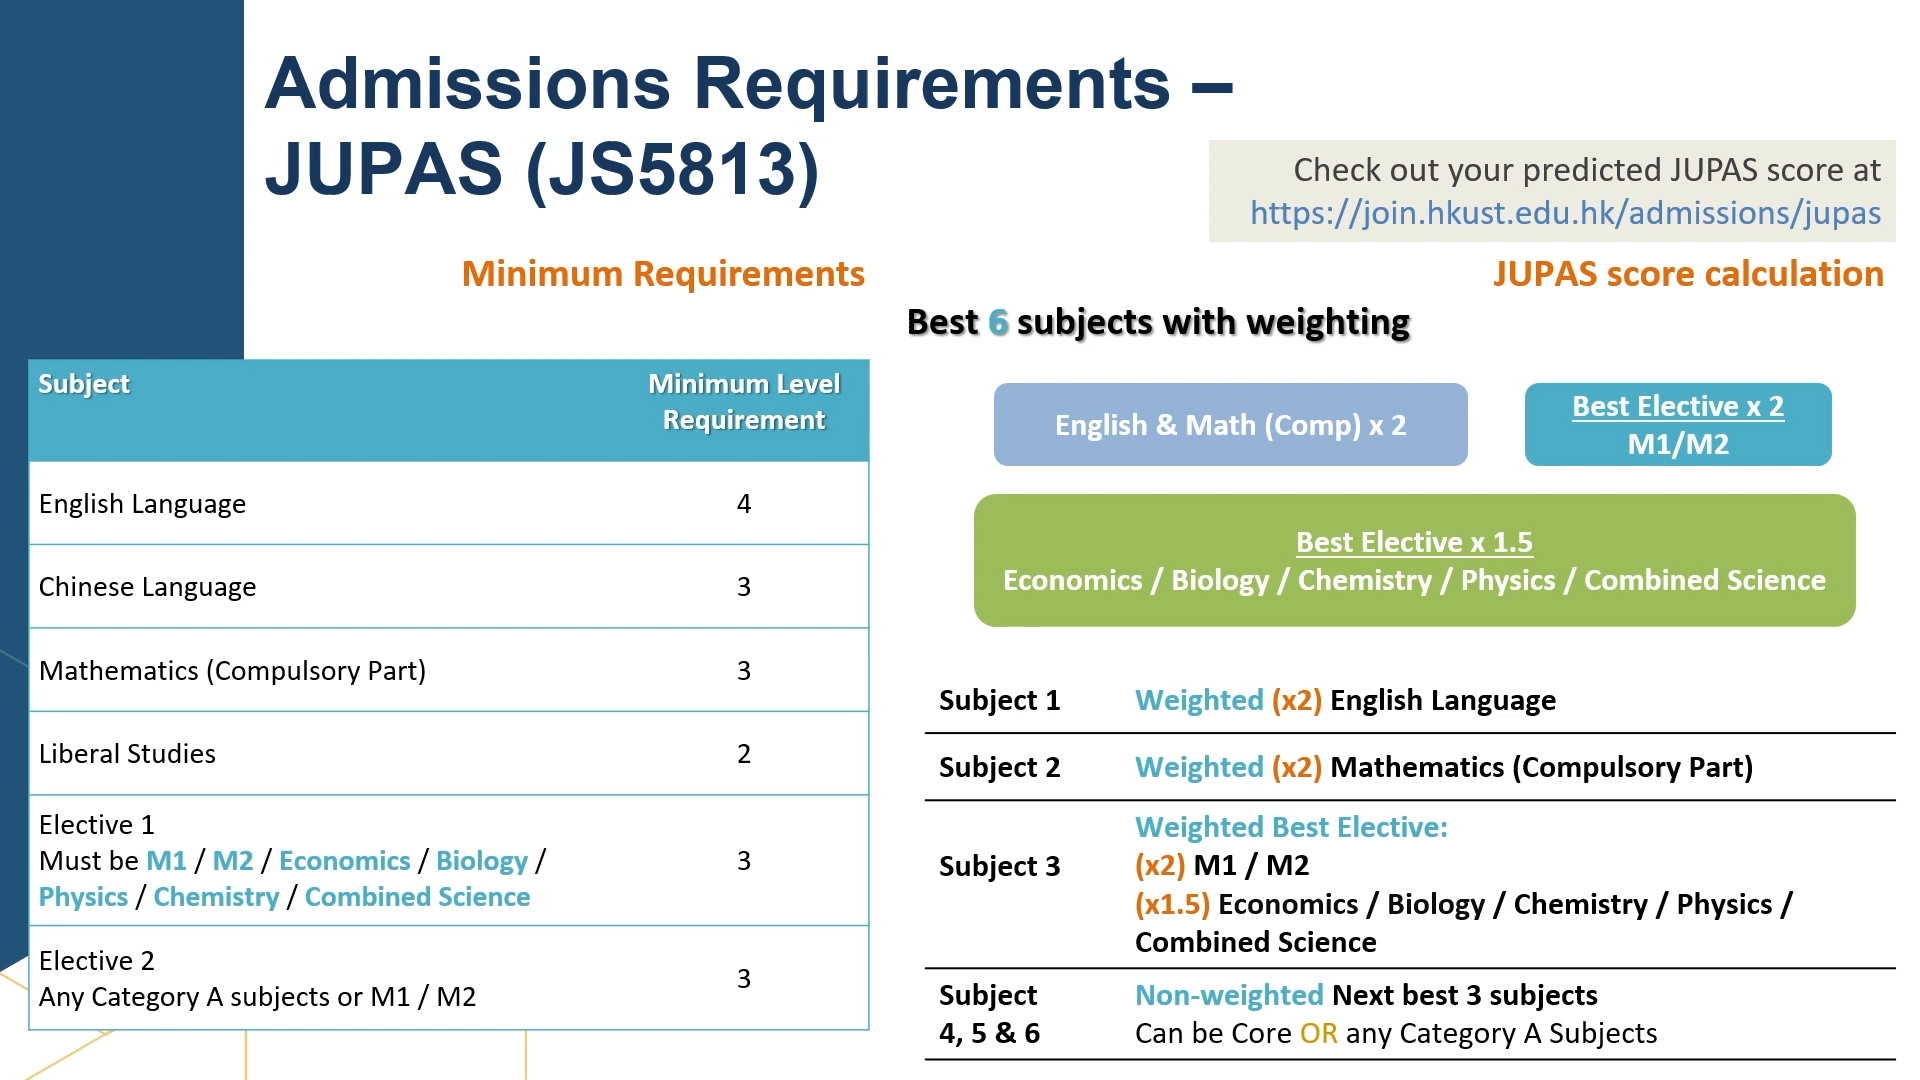 Admissions Requirements –
JUPAS (JS5813)
Check out your predicted JUPAS score at
https://join.hkust.edu.hk/admissions/jupas
Minimum Requirements
Subject
Minimum Level
Requirement
English Language
4
Chinese Language
3
Mathematics (Compulsory Part)
3
Liberal Studies
2
Elective 1
Must be M1 / M2 / Economics / Biology /
Physics / Chemistry / Combined Science
3
Elective 2
Any Category A subjects or M1 / M2
3
JUPAS score calculation
Best 6 subjects with weighting
English & Math (Comp) x 2
Best Elective x 2
M1/M2
Best Elective x 1.5
Economics / Biology / Chemistry / Physics / Combined Science
Subject 1
Weighted (x2) English Language
Subject 2
Weighted (x2) Mathematics (Compulsory Part)
Subject 3
Weighted Best Elective:
(x2) M1 / M2
(x1.5) Economics / Biology / Chemistry / Physics /
Combined Science
Subject
4, 5 & 6
Non-weighted Next best 3 subjects
Can be Core OR any Category A Subjects